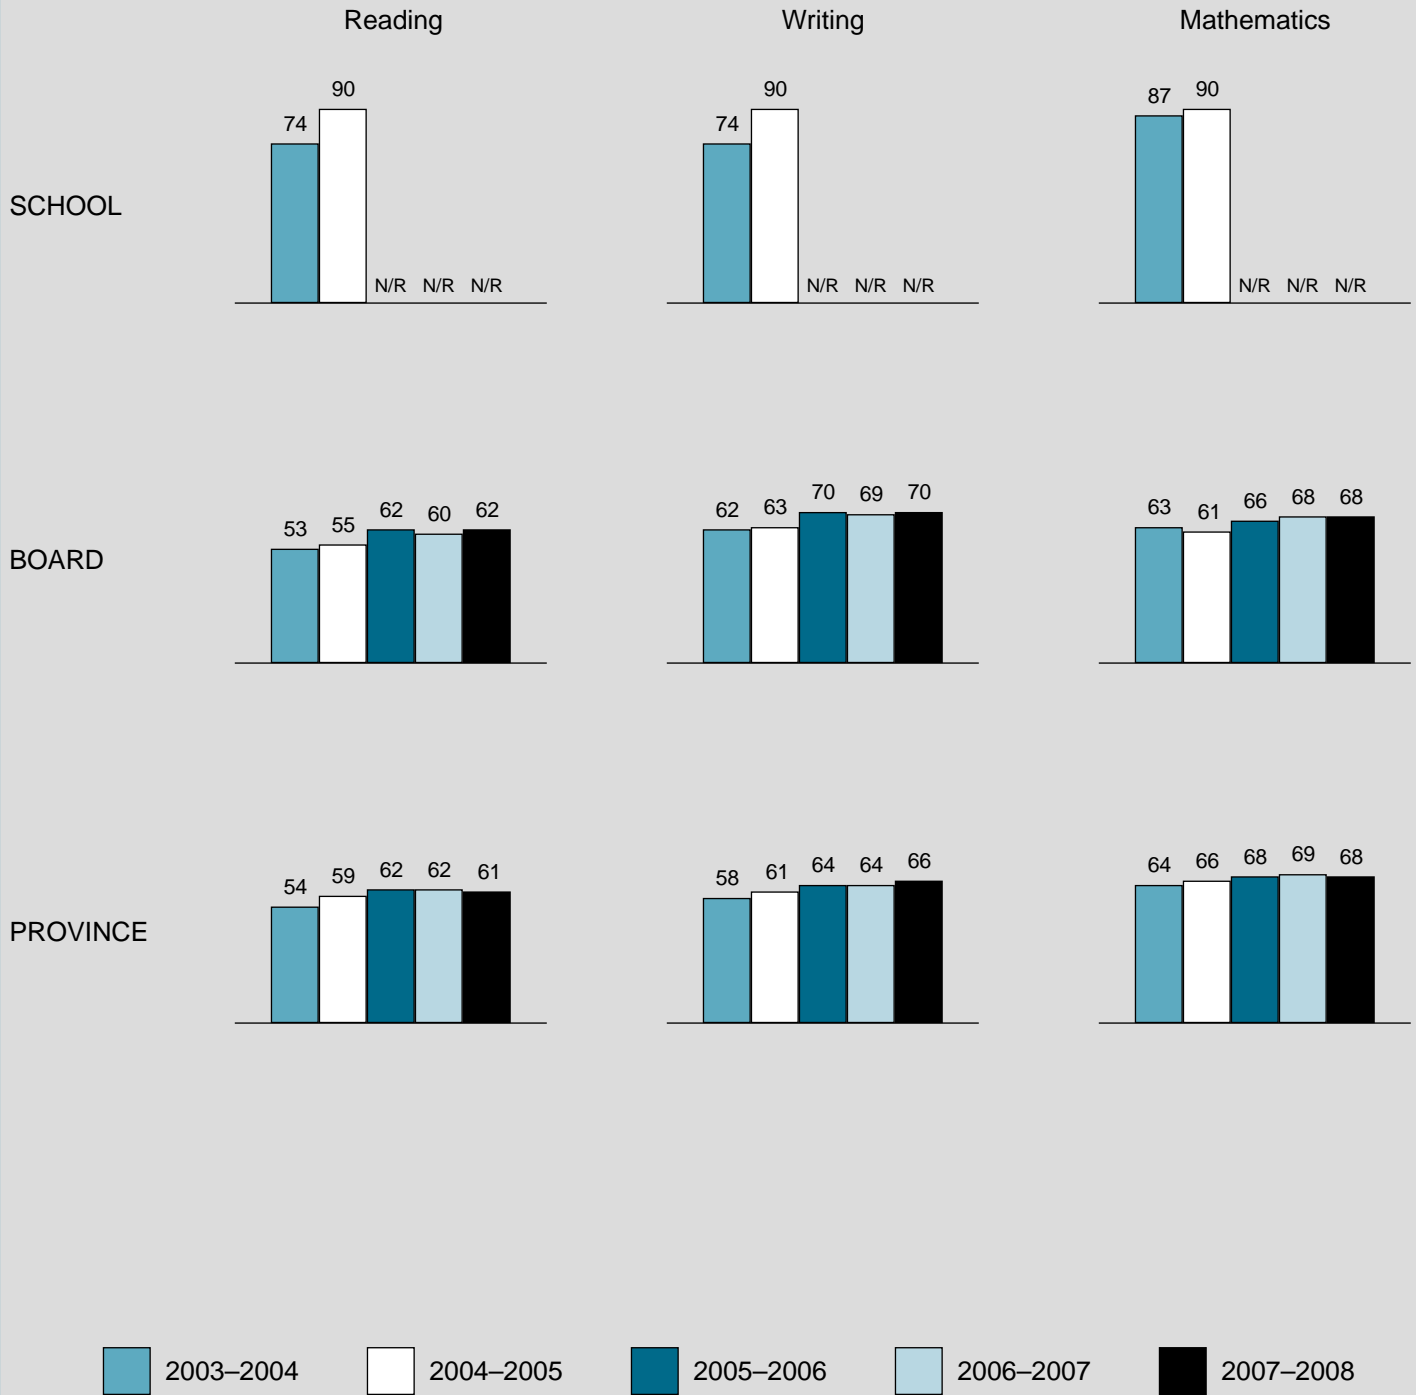 Reading Writing Mathematics
SCHOOL
74 90 N/R N/R N/R
74 90 N/R N/R N/R
87 90 N/R N/R N/R
BOARD
53 55 62 60 62
62 63 70 69 70
63 61 66 68 68
PROVINCE
54 59 62 62 61
58 61 64 64 66
64 66 68 69 68
2003–2004 2004–2005 2005–2006 2006–2007 2007–2008